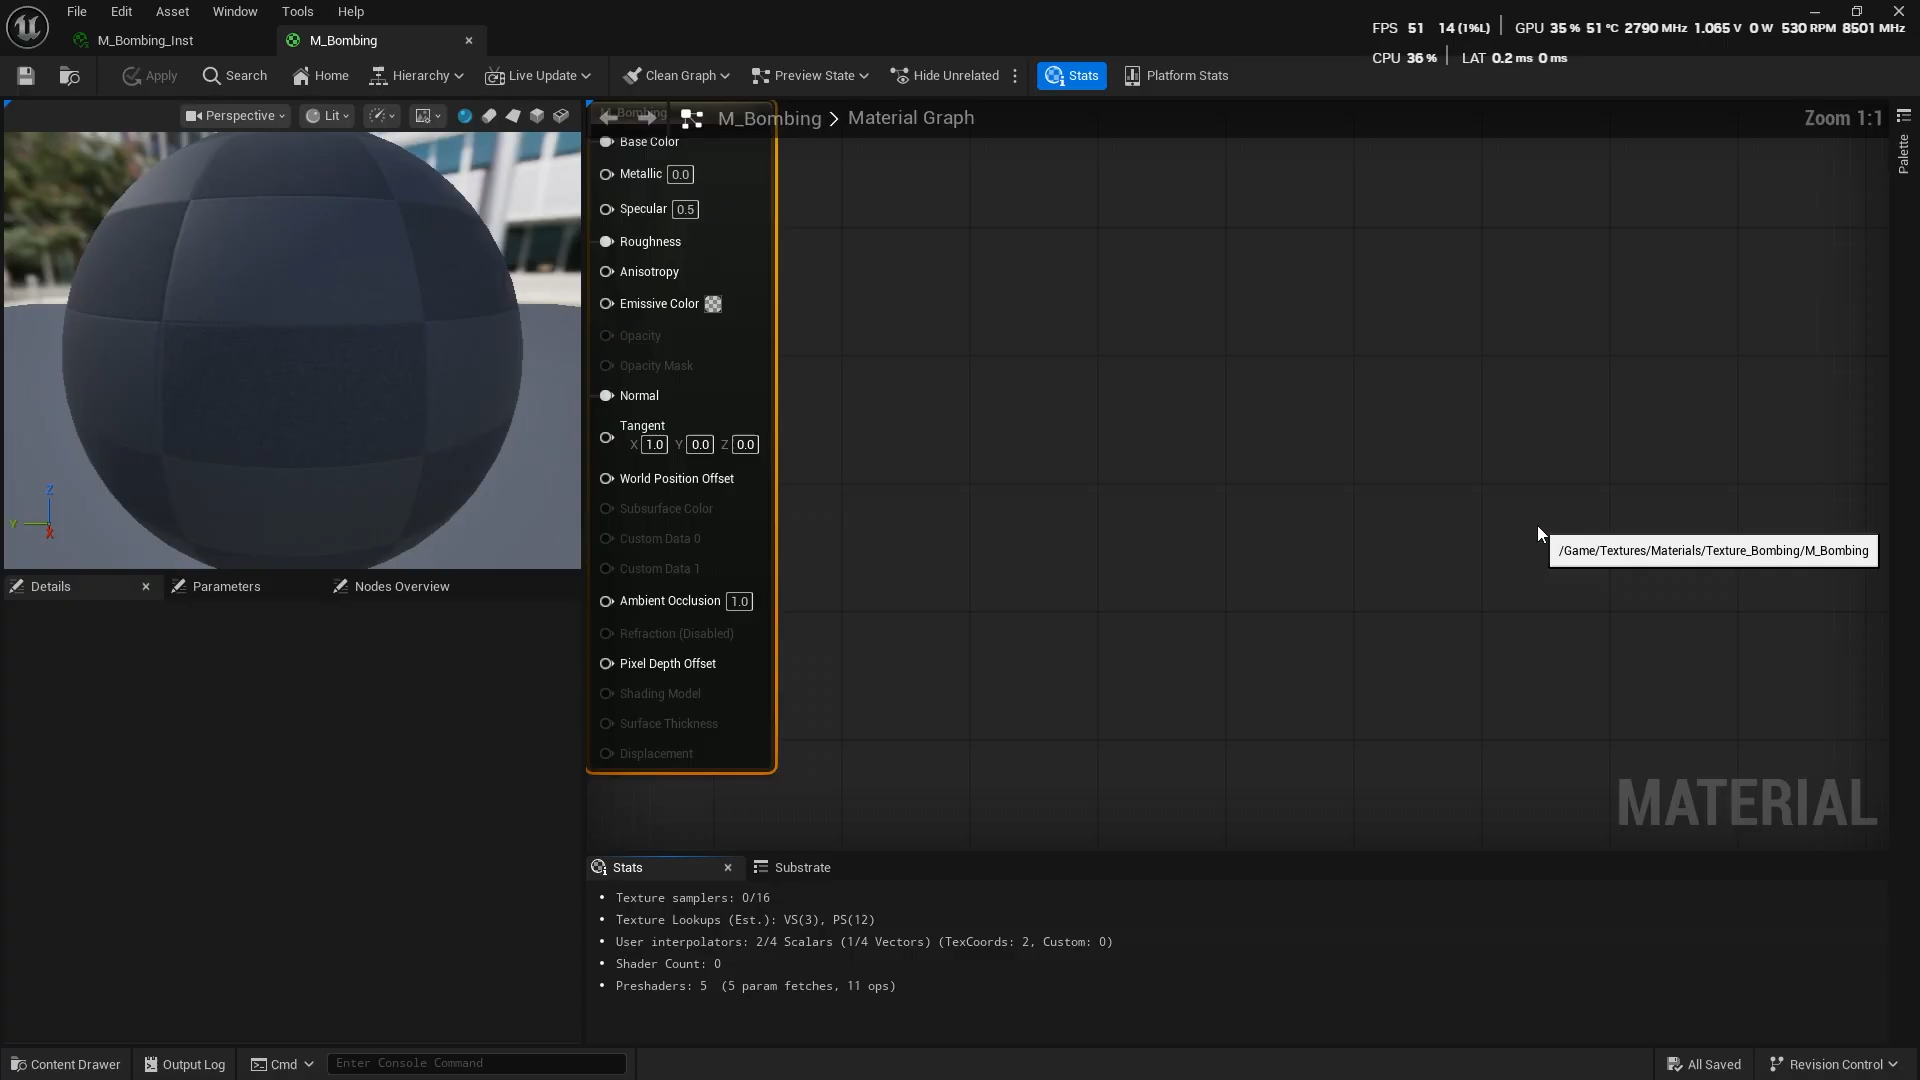 File Edit Asset Window Tools Help
FPS 51 14 (1%L) GPU 35 % 51 °C 2790 MHz 1.065 V 0 W 530 RPM 8501 MHz
M_Bombing_Inst M_Bombing
CPU 36 % LAT 0.2 ms 0 ms
Apply Search Home Hierarchy Live Update Clean Graph Preview State Hide Unrelated Stats Platform Stats
Perspective Lit
M_Bombing
M_Bombing > Material Graph
Zoom 1:1
Palette
Base Color
Metallic 0.0
Specular 0.5
Roughness
Anisotropy
Emissive Color
Opacity
Opacity Mask
Normal
Tangent
X 1.0 Y 0.0 Z 0.0
World Position Offset
Subsurface Color
Custom Data 0
Custom Data 1
Ambient Occlusion 1.0
Refraction (Disabled)
Pixel Depth Offset
Shading Model
Surface Thickness
Displacement
Z
Y
X
/Game/Textures/Materials/Texture_Bombing/M_Bombing
MATERIAL
Details Parameters Nodes Overview
Stats Substrate
• Texture samplers: 0/16
• Texture Lookups (Est.): VS(3), PS(12)
• User interpolators: 2/4 Scalars (1/4 Vectors) (TexCoords: 2, Custom: 0)
• Shader Count: 0
• Preshaders: 5 (5 param fetches, 11 ops)
Content Drawer Output Log Cmd Enter Console Command All Saved Revision Control